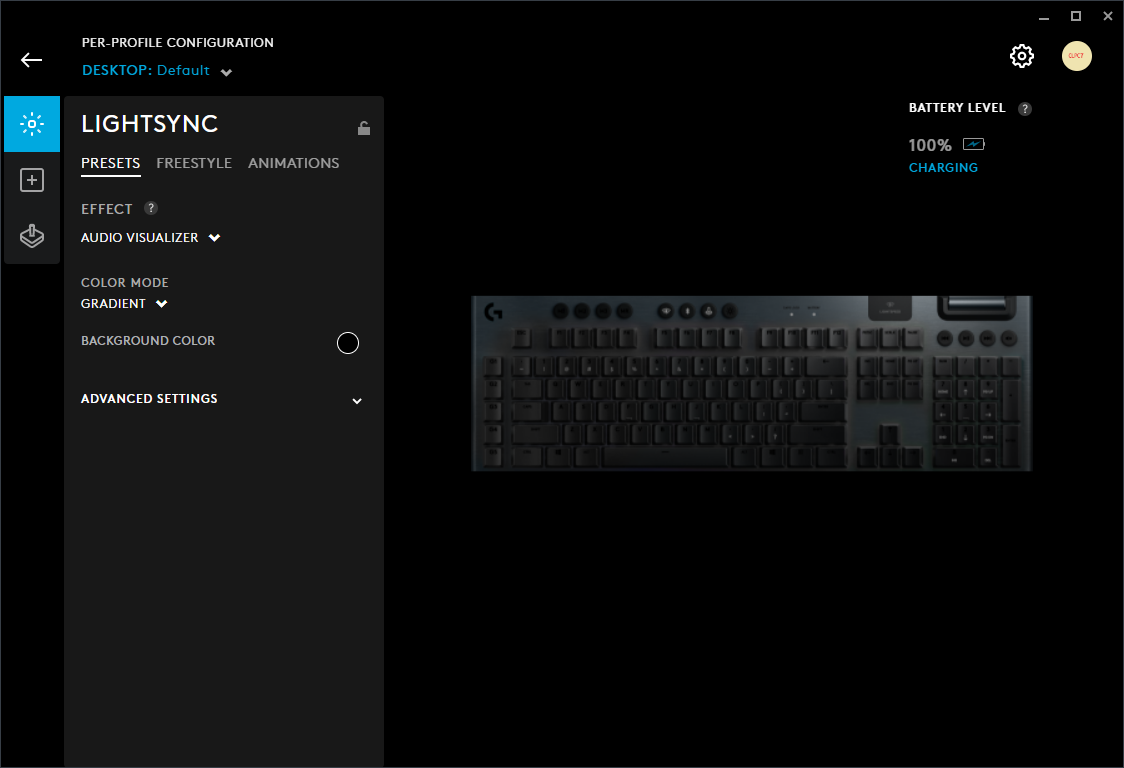 PER-PROFILE CONFIGURATION
DESKTOP: Default
LIGHTSYNC
PRESETS FREESTYLE ANIMATIONS
EFFECT ?
AUDIO VISUALIZER
COLOR MODE
GRADIENT
BACKGROUND COLOR
ADVANCED SETTINGS
BATTERY LEVEL ?
100%
CHARGING